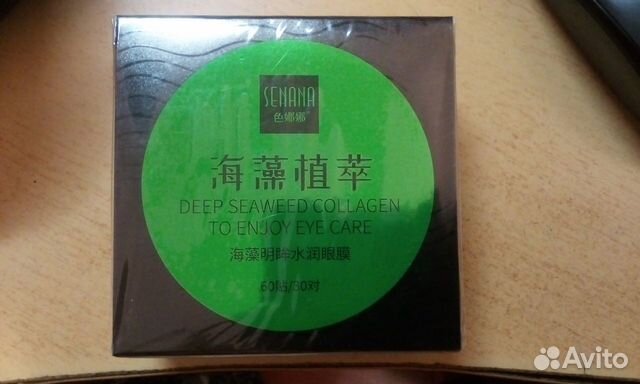 SENANA
色娜娜
海藻植萃
DEEP SEAWEED COLLAGEN
TO ENJOY EYE CARE
海藻明眸水润眼膜
60贴/30对
Avito